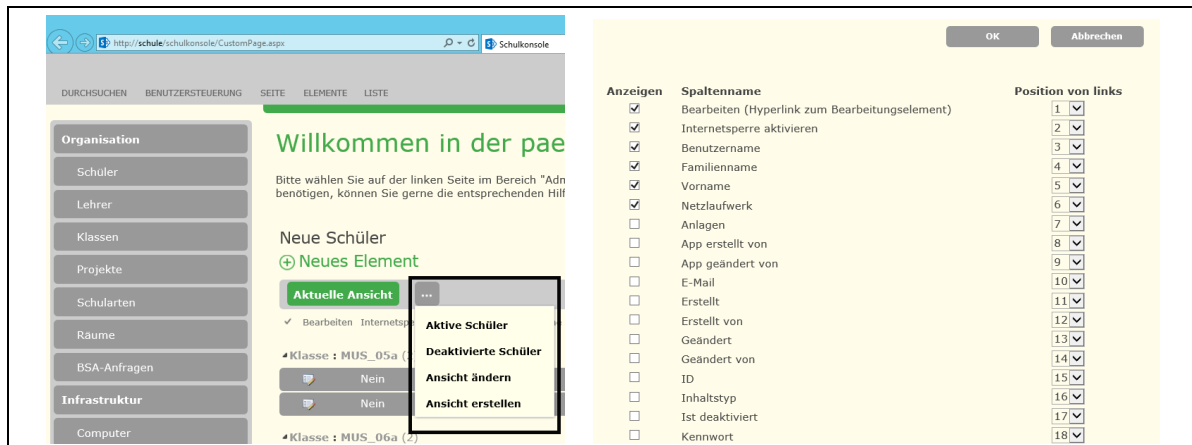 http://schule/schulkonsole/CustomPage.aspx
Schulkonsole
DURCHSUCHEN BENUTZERSTEUERUNG SEITE ELEMENTE LISTE
Organisation
Schüler
Lehrer
Klassen
Projekte
Schularten
Räume
BSA-Anfragen
Infrastruktur
Computer
Willkommen in der pae
Bitte wählen Sie auf der linken Seite im Bereich "Adm
benötigen, können Sie gerne die entsprechenden Hilf
Neue Schüler
Neues Element
Aktuelle Ansicht ...
Bearbeiten Internetspe
Klasse : MUS_05a (
Nein
Nein
Klasse : MUS_06a (2)
Aktive Schüler
Deaktivierte Schüler
Ansicht ändern
Ansicht erstellen
OK Abbrechen
Anzeigen Spaltenname Position von links
Bearbeiten (Hyperlink zum Bearbeitungselement) 1
Internetsperre aktivieren 2
Benutzername 3
Familienname 4
Vorname 5
Netzlaufwerk 6
Anlagen 7
App erstellt von 8
App geändert von 9
E-Mail 10
Erstellt 11
Erstellt von 12
Geändert 13
Geändert von 14
ID 15
Inhaltstyp 16
Ist deaktiviert 17
Kennwort 18